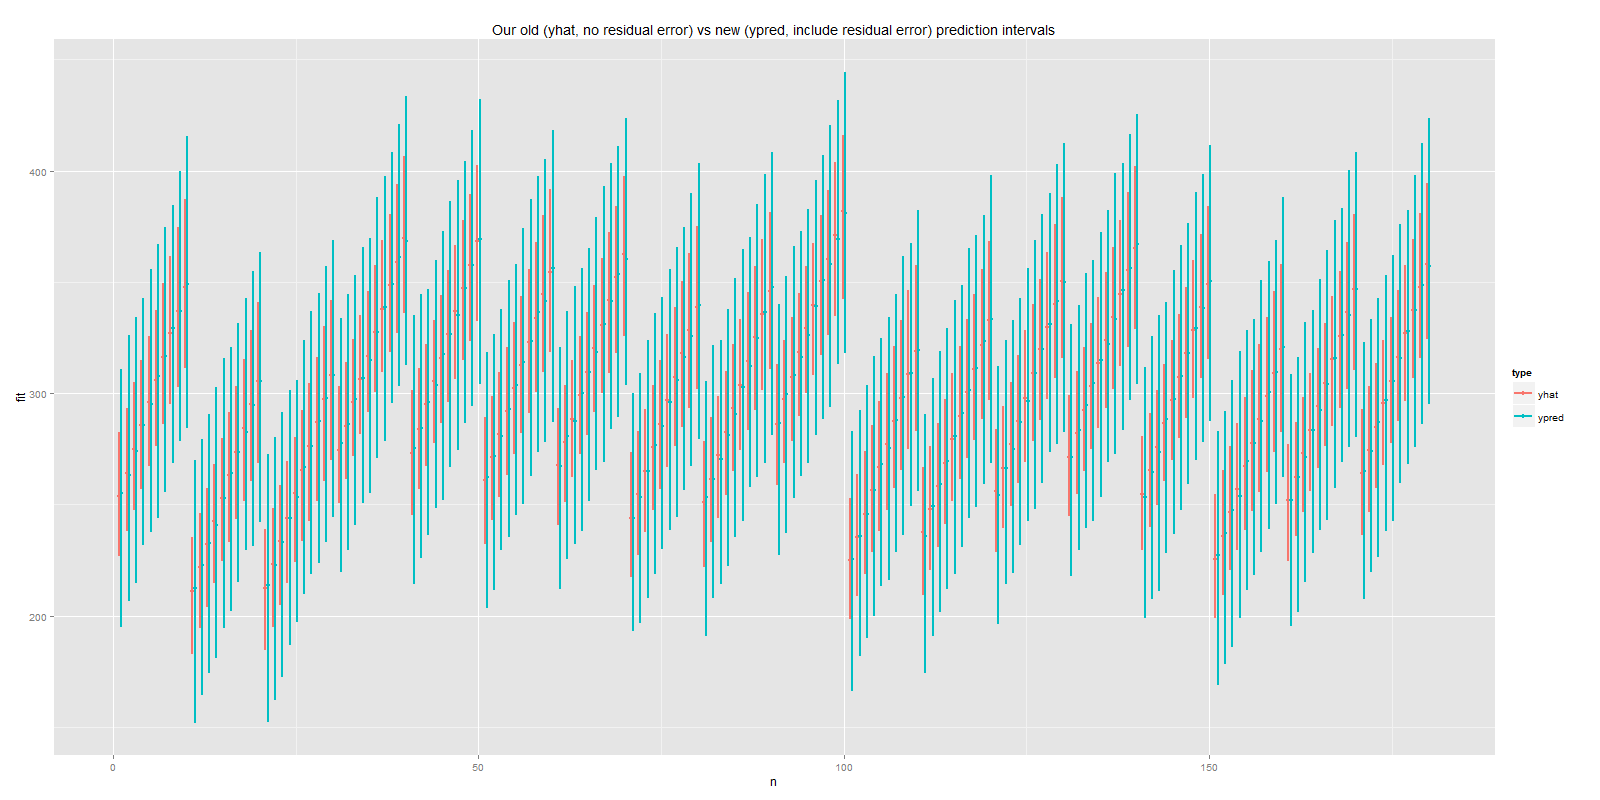 Our old (yhat, no residual error) vs new (ypred, include residual error) prediction intervals
400
300
200
fit
0
50
100
150
n
type
yhat
ypred